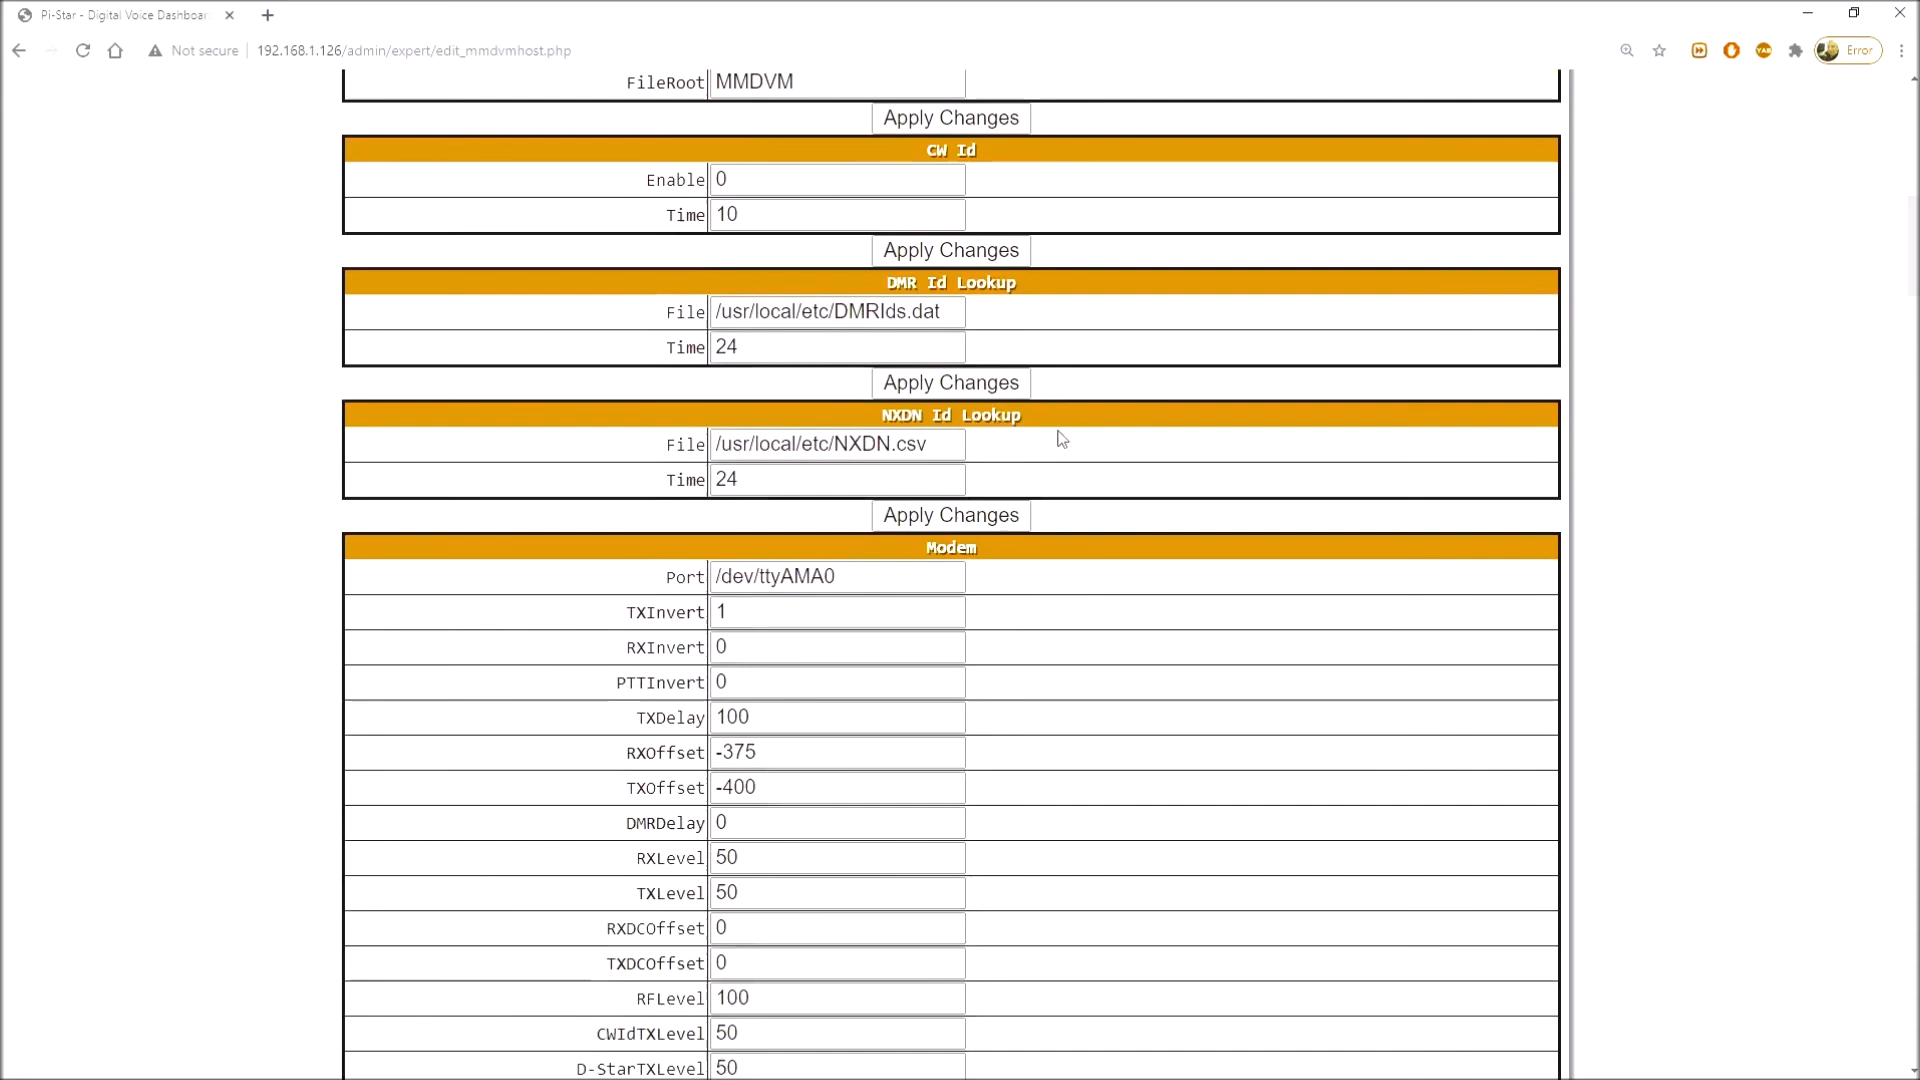 Pi-Star - Digital Voice Dashboar
Not secure
192.168.1.126/admin/expert/edit_mmdvmhost.php
Error
FileRoot MMDVM
Apply Changes
CW Id
Enable 0
Time 10
Apply Changes
DMR Id Lookup
File /usr/local/etc/DMRIds.dat
Time 24
Apply Changes
NXDN Id Lookup
File /usr/local/etc/NXDN.csv
Time 24
Apply Changes
Modem
Port /dev/ttyAMA0
TXInvert 1
RXInvert 0
PTTInvert 0
TXDelay 100
RXOffset -375
TXOffset -400
DMRDelay 0
RXLevel 50
TXLevel 50
RXDCOffset 0
TXDCOffset 0
RFLevel 100
CWIdTXLevel 50
D-StarTXLevel 50